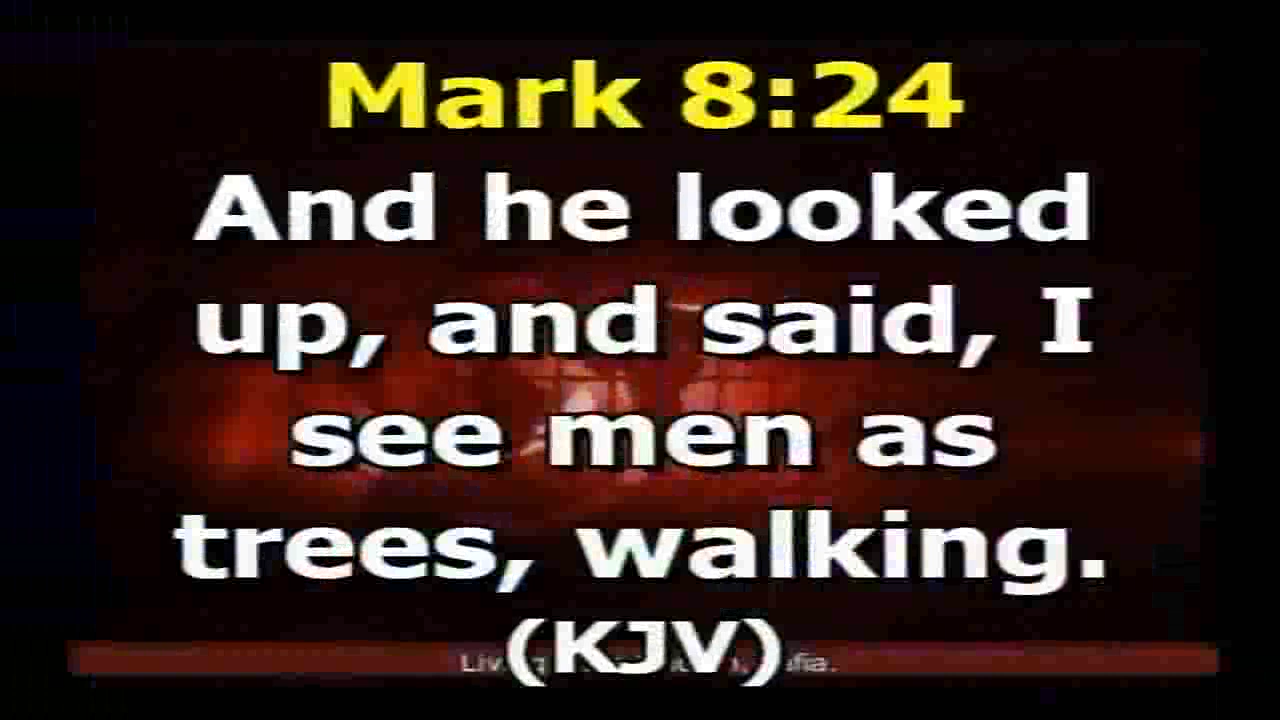 Mark 8:24
And he looked
up, and said, I
see men as
trees, walking.
(KJV)